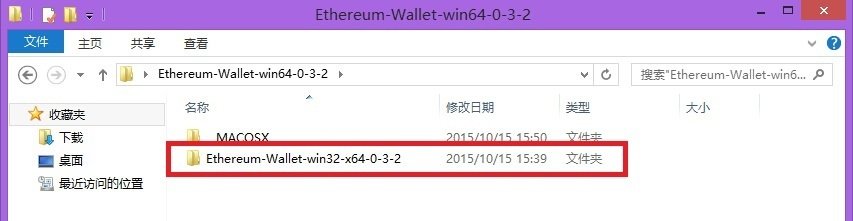 Ethereum-Wallet-win64-0-3-2
文件 主页 共享 查看
Ethereum-Wallet-win64-0-3-2 搜索"Ethereum-Wallet-win6...
收藏夹 名称 修改日期 类型 大小
下载 __MACOSX 2015/10/15 15:50 文件夹
桌面 Ethereum-Wallet-win32-x64-0-3-2 2015/10/15 15:39 文件夹
最近访问的位置